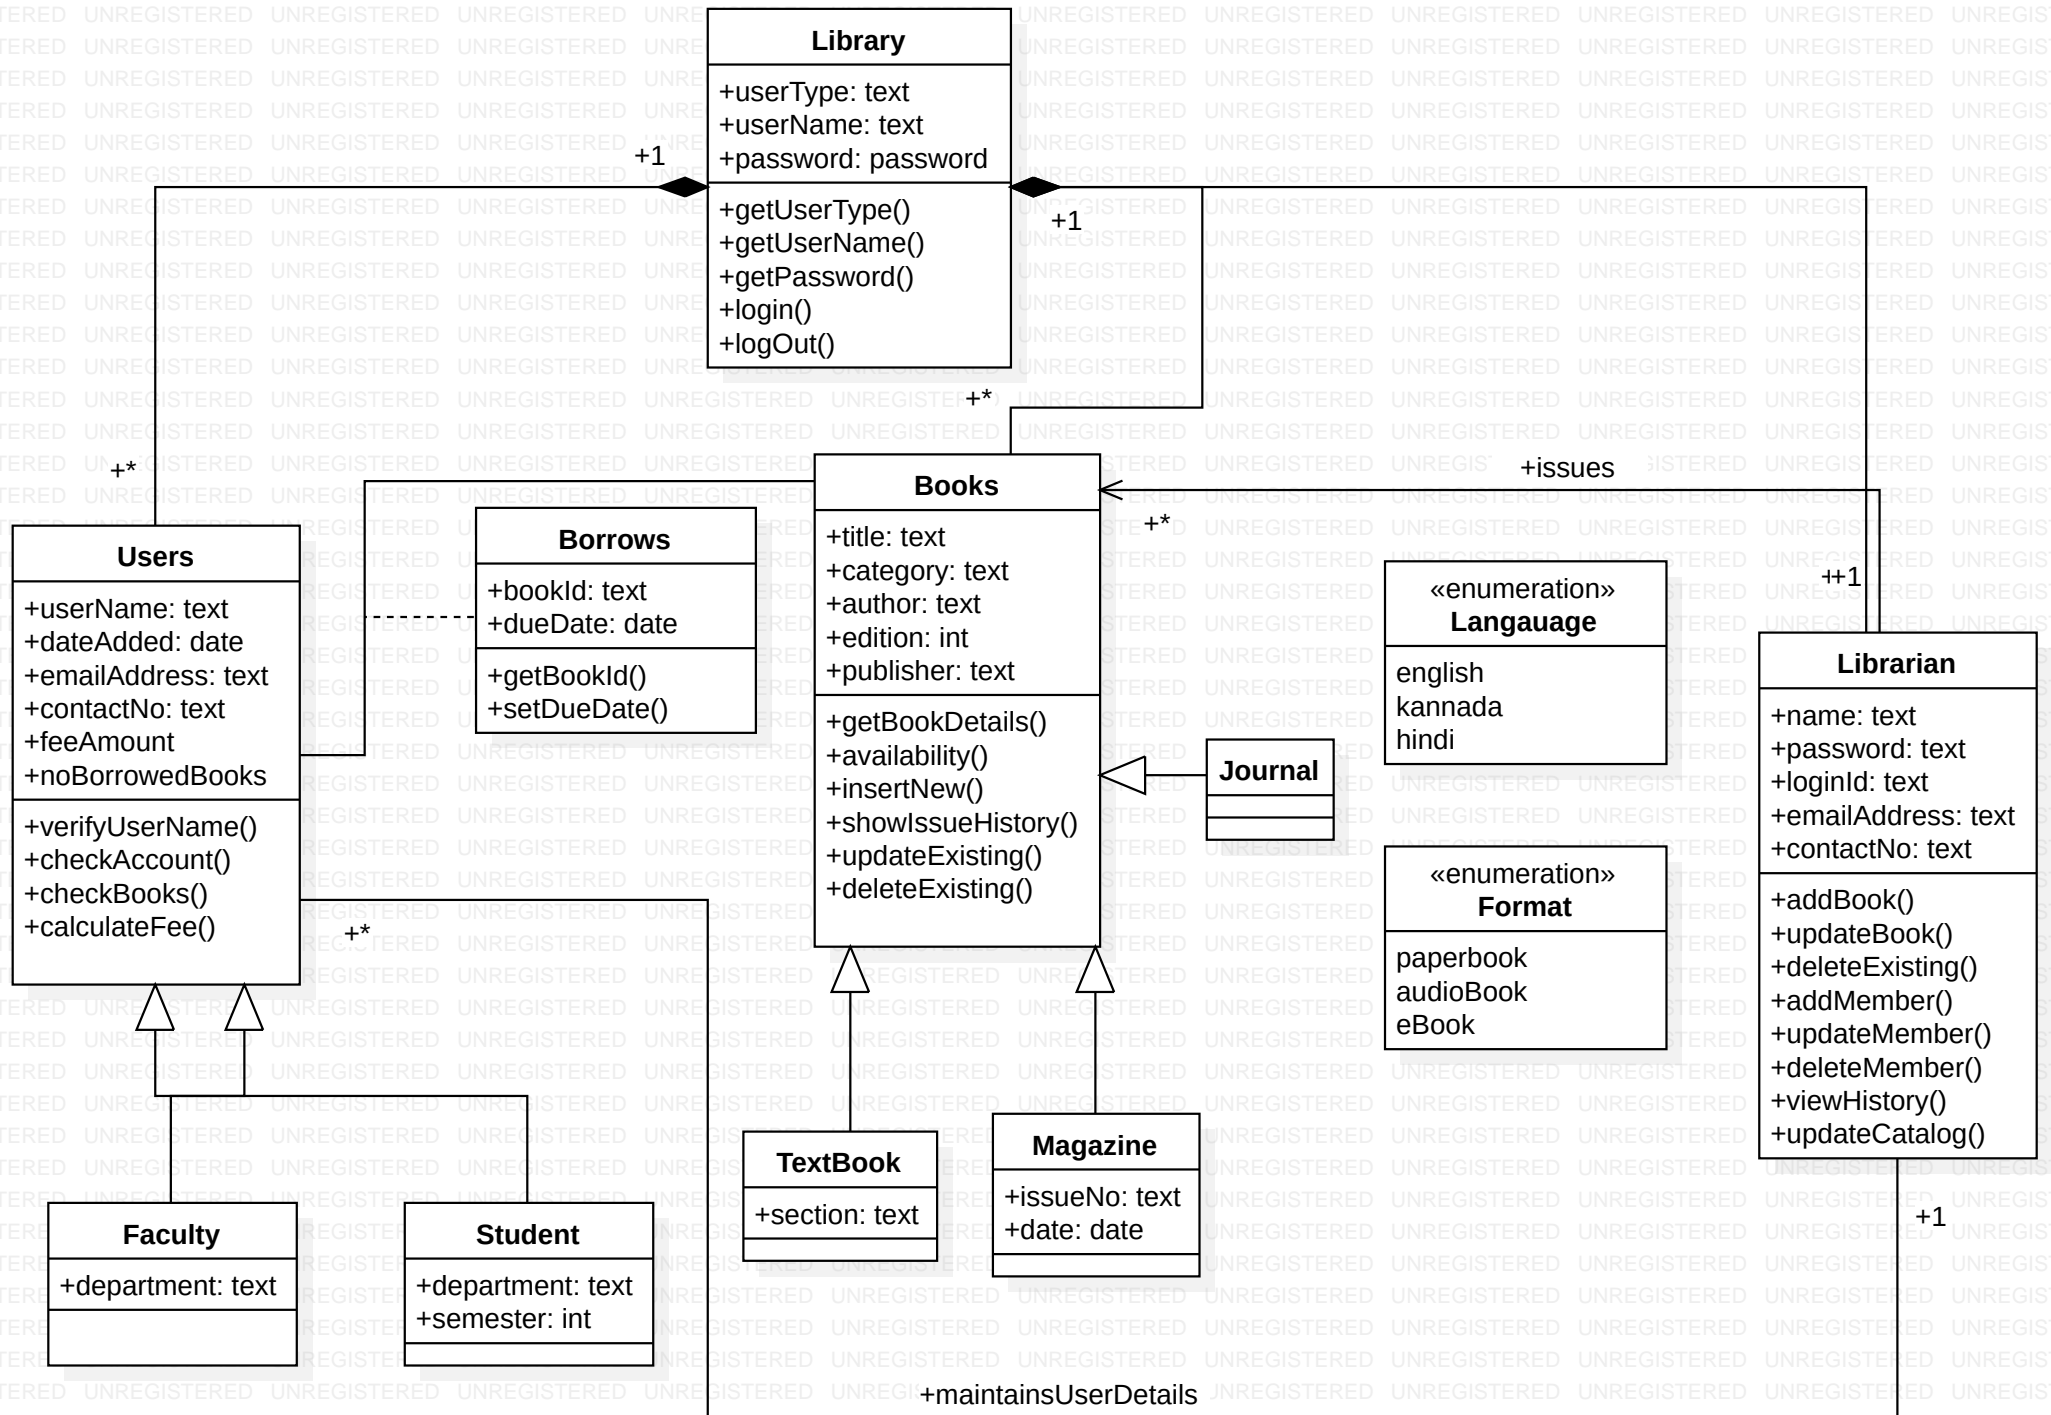 Library
+userType: text
+userName: text
+password: password
+getUserType()
+getUserName()
+getPassword()
+login()
+logOut()
+1
+1
+*
+*
Users
+userName: text
+dateAdded: date
+emailAddress: text
+contactNo: text
+feeAmount
+noBorrowedBooks
+verifyUserName()
+checkAccount()
+checkBooks()
+calculateFee()
+*
Borrows
+bookId: text
+dueDate: date
+getBookId()
+setDueDate()
Books
+title: text
+category: text
+author: text
+edition: int
+publisher: text
+getBookDetails()
+availability()
+insertNew()
+showIssueHistory()
+updateExisting()
+deleteExisting()
+issues
+*
++1
Journal
«enumeration»
Langauage
english
kannada
hindi
«enumeration»
Format
paperbook
audioBook
eBook
Librarian
+name: text
+password: text
+loginId: text
+emailAddress: text
+contactNo: text
+addBook()
+updateBook()
+deleteExisting()
+addMember()
+updateMember()
+deleteMember()
+viewHistory()
+updateCatalog()
+1
Faculty
+department: text
Student
+department: text
+semester: int
TextBook
+section: text
Magazine
+issueNo: text
+date: date
+maintainsUserDetails
UNREGISTERED